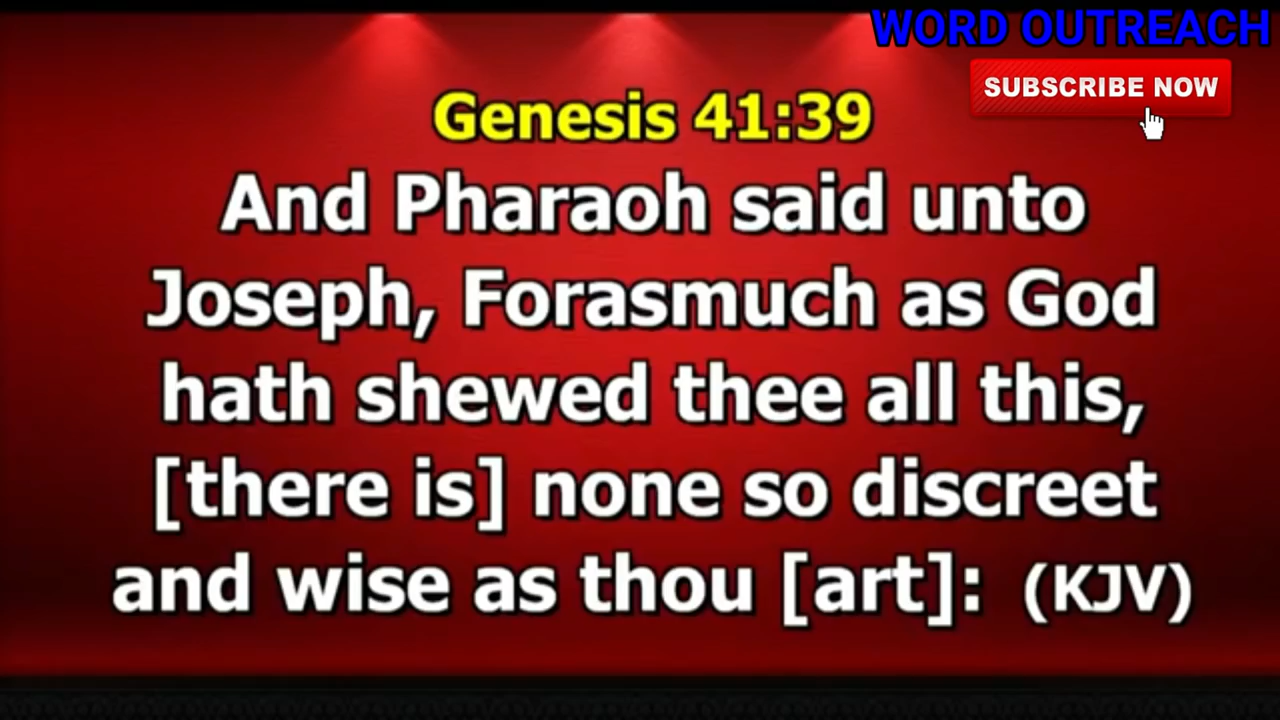 WORD OUTREACH
SUBSCRIBE NOW
Genesis 41:39
And Pharaoh said unto
Joseph, Forasmuch as God
hath shewed thee all this,
[there is] none so discreet
and wise as thou [art]: (KJV)